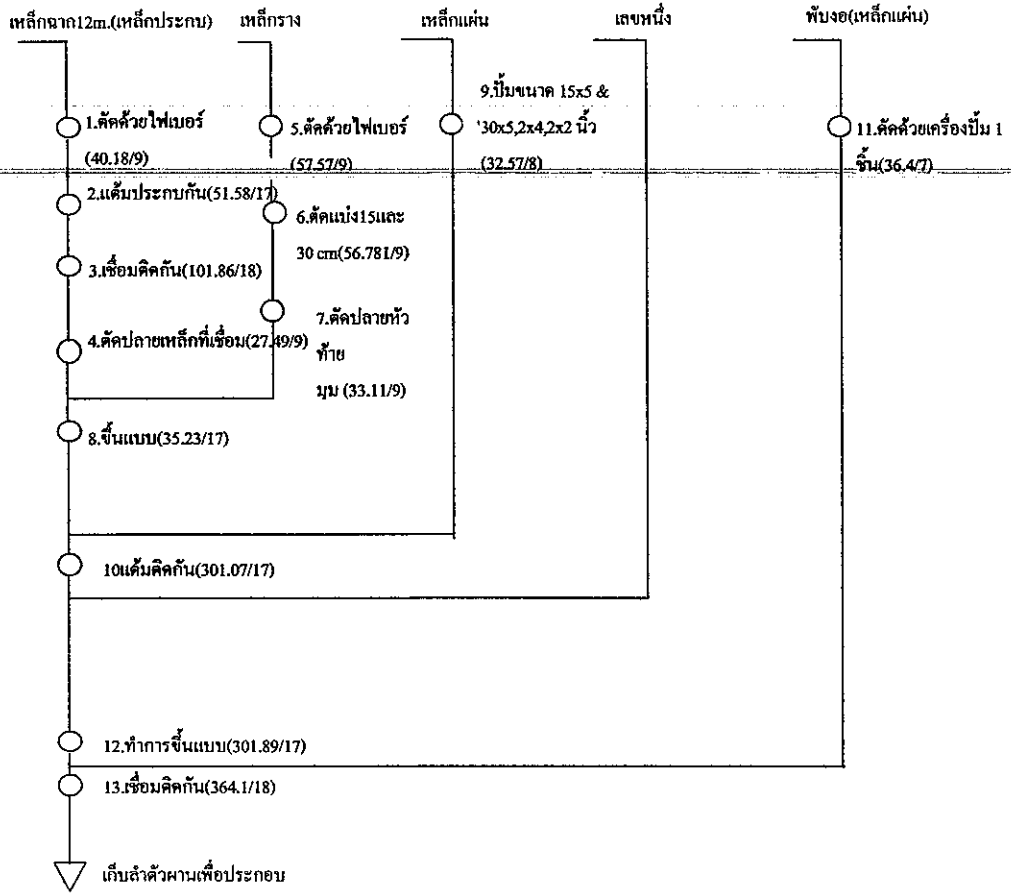 เหล็กฉาก12m.(เหล็กประกบ)
เหล็กราง
เหล็กแผ่น
เลขหนึ่ง
พับงอ(เหล็กแผ่น)
1.ตัดด้วยไฟเบอร์
(40.18/9)
2.แต้มประกบกัน(51.58/17)
3.เชื่อมติดกัน(101.86/18)
4.ตัดปลายเหล็กที่เชื่อม(27.49/9)
5.ตัดด้วยไฟเบอร์
(57.57/9)
6.ตัดแบ่ง15และ
30 cm(56.781/9)
7.ตัดปลายหัว
ท้าย
มุม (33.11/9)
8.ขึ้นแบบ(35.23/17)
9.ปั๊มขนาด 15x5 &
'30x5,2x4,2x2 นิ้ว
(32.57/8)
10แต้มติดกัน(301.07/17)
11.ตัดด้วยเครื่องปั๊ม 1
ชิ้น(36.4/7)
12.ทำการขึ้นแบบ(301.89/17)
13.เชื่อมติดกัน(364.1/18)
เก็บลำตัวผานเพื่อประกอบ